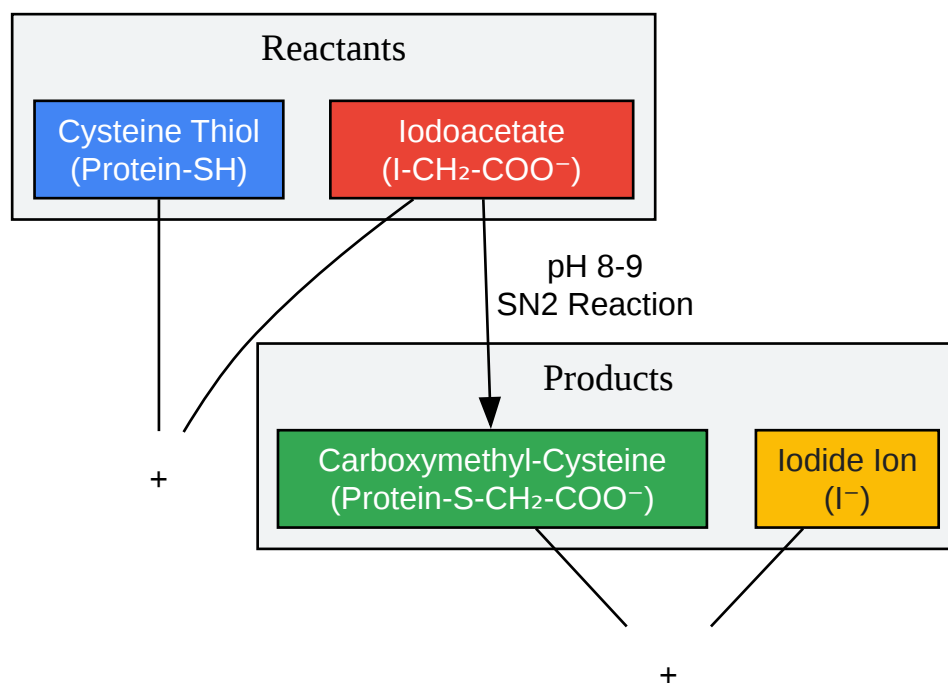 Reactants
Cysteine Thiol
(Protein-SH)
Iodoacetate
(I-CH₂-COO⁻)
pH 8-9
SN2 Reaction
Products
Carboxymethyl-Cysteine
(Protein-S-CH₂-COO⁻)
Iodide Ion
(I⁻)
+
+